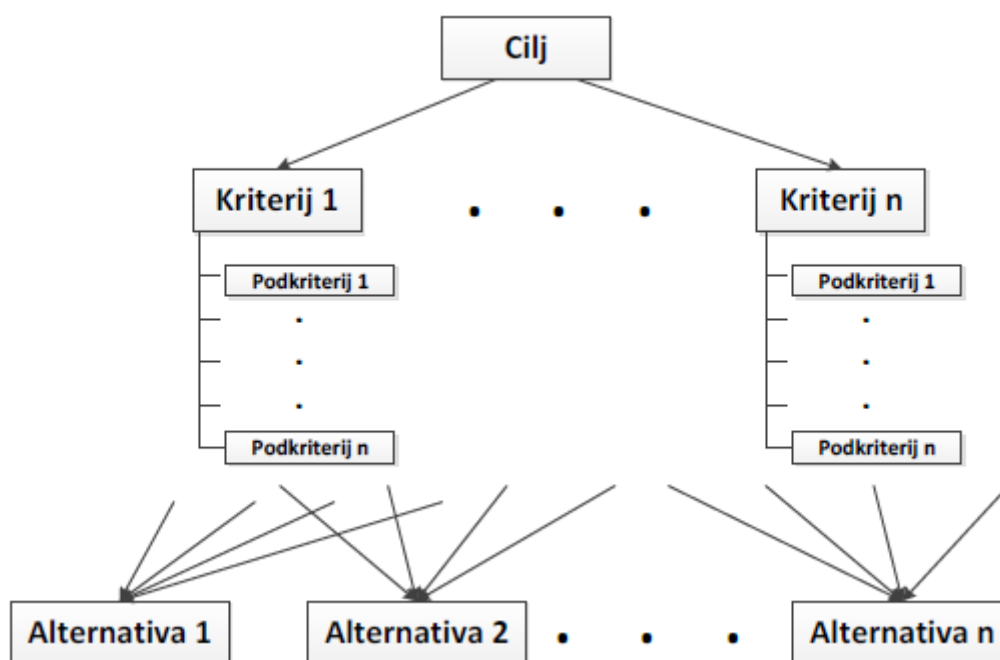 Cilj
Kriterij 1 . . . Kriterij n
Podkriterij 1 Podkriterij 1
. .
. .
. .
Podkriterij n Podkriterij n
Alternativa 1 Alternativa 2 . . . Alternativa n